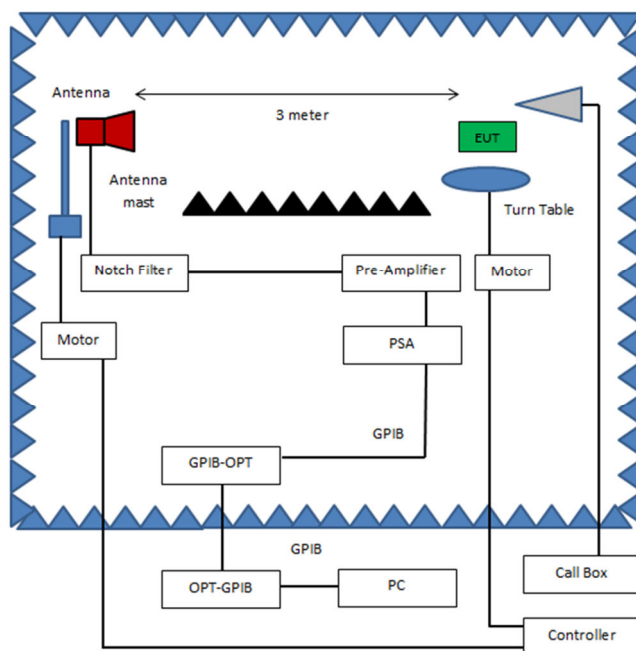 Antenna
3 meter
EUT
Antenna
mast
Turn Table
Notch Filter
Pre-Amplifier
Motor
Motor
PSA
GPIB
GPIB-OPT
GPIB
OPT-GPIB
PC
Call Box
Controller